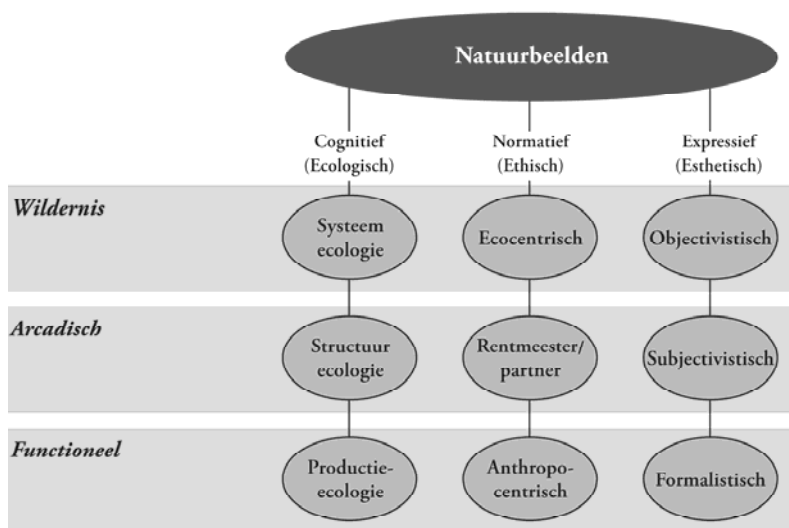 Natuurbeelden
Cognitief
(Ecologisch)
Normatief
(Ethisch)
Expressief
(Esthetisch)
Wildernis
Systeem
ecologie
Ecocentrisch
Objectivistisch
Arcadisch
Structuur
ecologie
Rentmeester/
partner
Subjectivistisch
Functioneel
Productie-
ecologie
Anthropo-
centrisch
Formalistisch